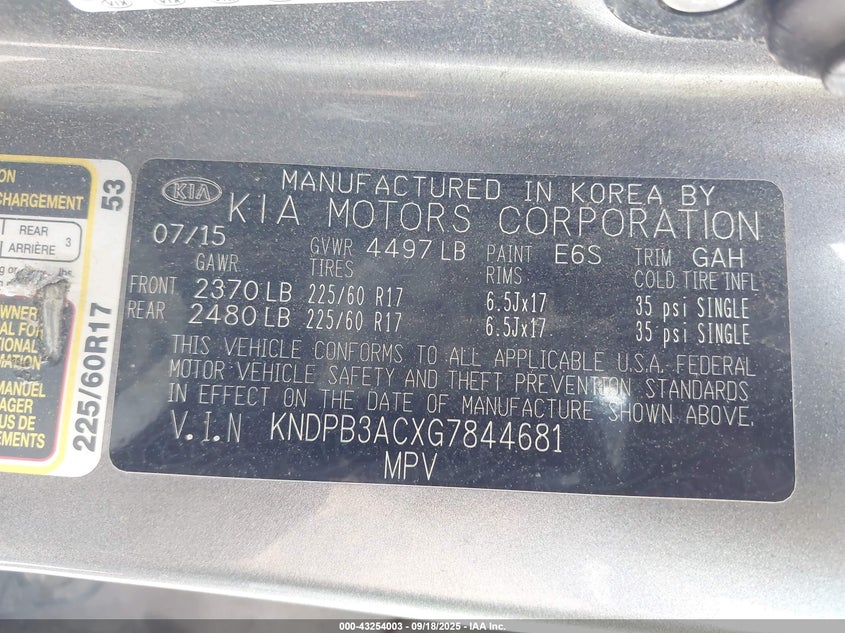 KIA
MANUFACTURED IN KOREA BY
KIA MOTORS CORPORATION
07/15 GVWR 4497 LB PAINT E6S TRIM GAH
GAWR TIRES RIMS COLD TIRE INFL
FRONT 2370 LB 225/60 R17 6.5Jx17 35 psi SINGLE
REAR 2480 LB 225/60 R17 6.5Jx17 35 psi SINGLE
THIS VEHICLE CONFORMS TO ALL APPLICABLE U.S.A. FEDERAL
MOTOR VEHICLE SAFETY AND THEFT PREVENTION STANDARDS
IN EFFECT ON THE DATE OF MANUFACTURE SHOWN ABOVE.
V.I.N KNDPB3ACXG7844681
MPV
CHARGEMENT
REAR
ARRIÈRE 3
lbs.
OWNER
FOR
MANUEL
DE
53
225/60R17
000-43254003 - 09/18/2025 - IAA Inc.